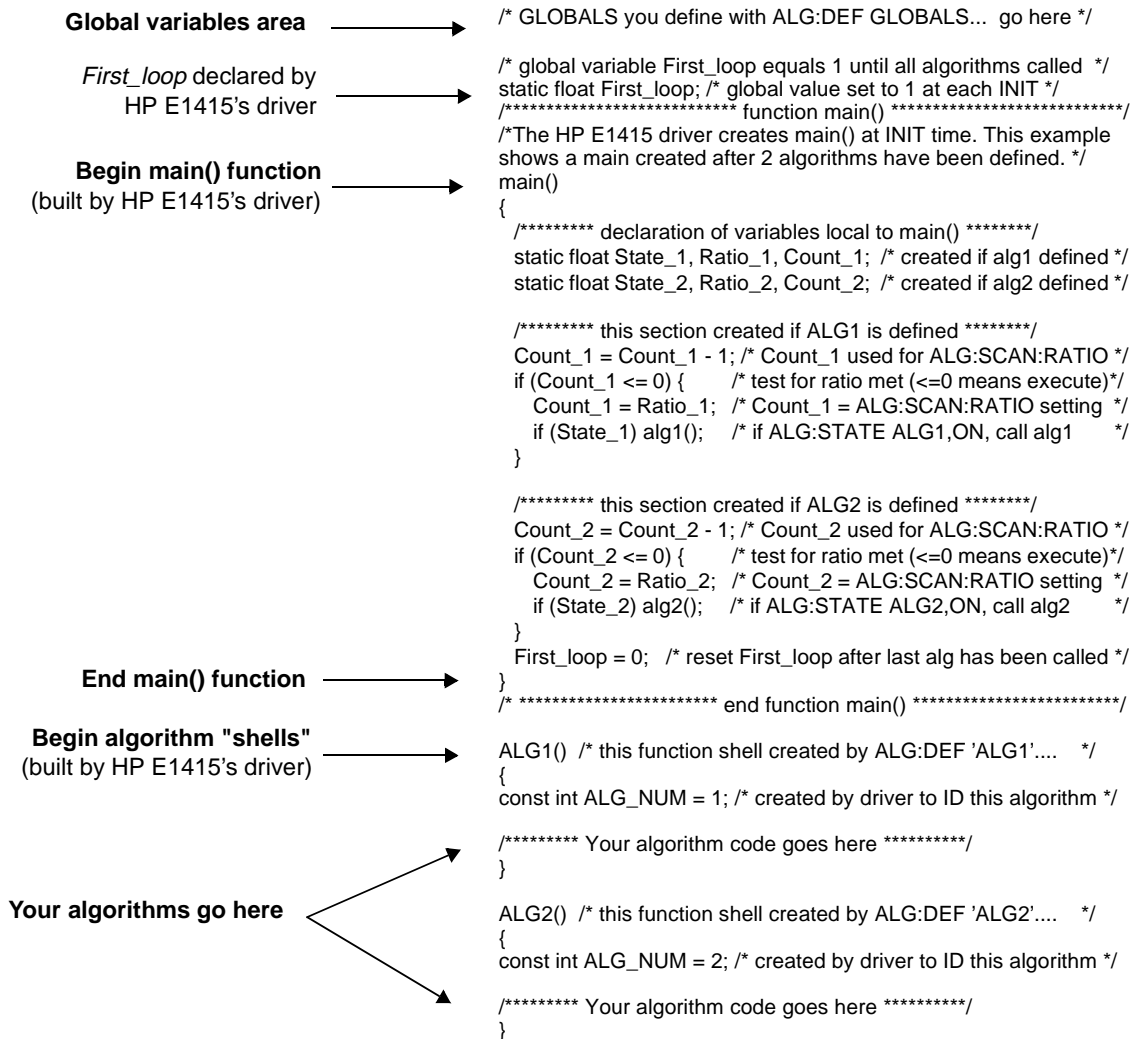 Global variables area
/* GLOBALS you define with ALG:DEF GLOBALS... go here */
First_loop declared by
HP E1415's driver
/* global variable First_loop equals 1 until all algorithms called */
static float First_loop; /* global value set to 1 at each INIT */
/**************************** function main() ****************************/
/*The HP E1415 driver creates main() at INIT time. This example
shows a main created after 2 algorithms have been defined. */
Begin main() function
(built by HP E1415's driver)
main()
{
/********* declaration of variables local to main() ********/
static float State_1, Ratio_1, Count_1; /* created if alg1 defined */
static float State_2, Ratio_2, Count_2; /* created if alg2 defined */
/********* this section created if ALG1 is defined ********/
Count_1 = Count_1 - 1; /* Count_1 used for ALG:SCAN:RATIO */
if (Count_1 <= 0) { /* test for ratio met (<=0 means execute)*/
Count_1 = Ratio_1; /* Count_1 = ALG:SCAN:RATIO setting */
if (State_1) alg1(); /* if ALG:STATE ALG1,ON, call alg1 */
}
/********* this section created if ALG2 is defined ********/
Count_2 = Count_2 - 1; /* Count_2 used for ALG:SCAN:RATIO */
if (Count_2 <= 0) { /* test for ratio met (<=0 means execute)*/
Count_2 = Ratio_2; /* Count_2 = ALG:SCAN:RATIO setting */
if (State_2) alg2(); /* if ALG:STATE ALG2,ON, call alg2 */
}
First_loop = 0; /* reset First_loop after last alg has been called */
End main() function
}
/* ************************ end function main() *************************/
Begin algorithm "shells"
(built by HP E1415's driver)
ALG1() /* this function shell created by ALG:DEF 'ALG1'.... */
{
const int ALG_NUM = 1; /* created by driver to ID this algorithm */
/********* Your algorithm code goes here **********/
}
Your algorithms go here
ALG2() /* this function shell created by ALG:DEF 'ALG2'.... */
{
const int ALG_NUM = 2; /* created by driver to ID this algorithm */
/********* Your algorithm code goes here **********/
}